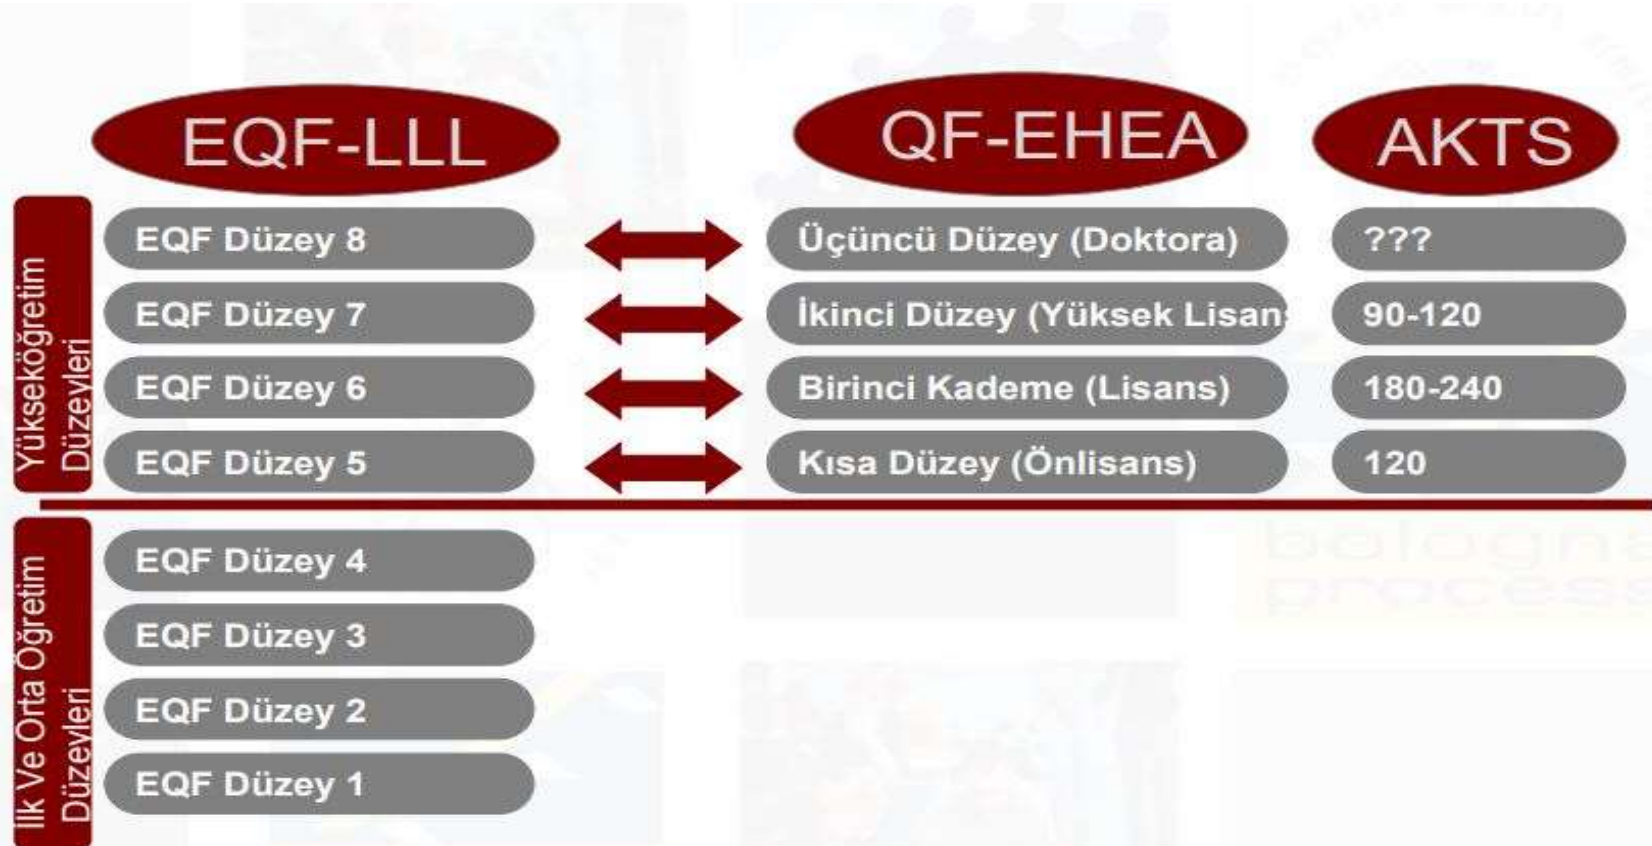 EQF-LLL
QF-EHEA
AKTS
Yükseköğretim
Düzeyleri
EQF Düzey 8
Üçüncü Düzey (Doktora)
???
EQF Düzey 7
İkinci Düzey (Yüksek Lisans
90-120
EQF Düzey 6
Birinci Kademe (Lisans)
180-240
EQF Düzey 5
Kısa Düzey (Önlisans)
120
İlk Ve Orta Öğretim
Düzeyleri
EQF Düzey 4
EQF Düzey 3
EQF Düzey 2
EQF Düzey 1
bologna
process